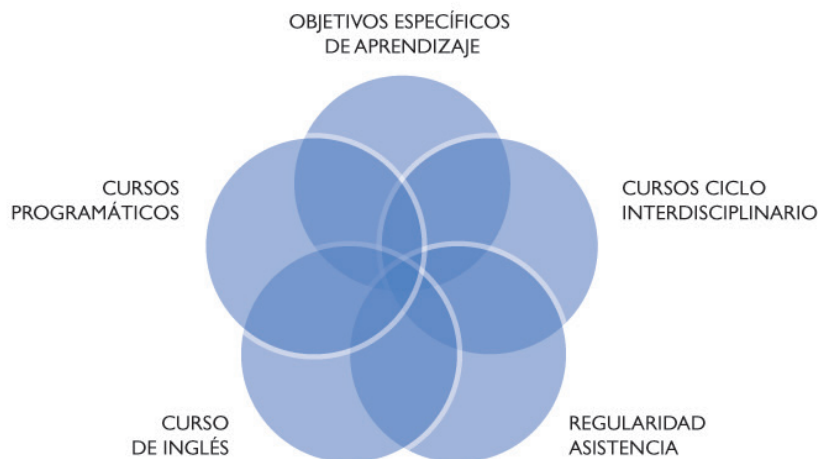 OBJETIVOS ESPECÍFICOS
DE APRENDIZAJE
CURSOS
PROGRAMÁTICOS
CURSOS CICLO
INTERDISCIPLINARIO
CURSO
DE INGLÉS
REGULARIDAD
ASISTENCIA